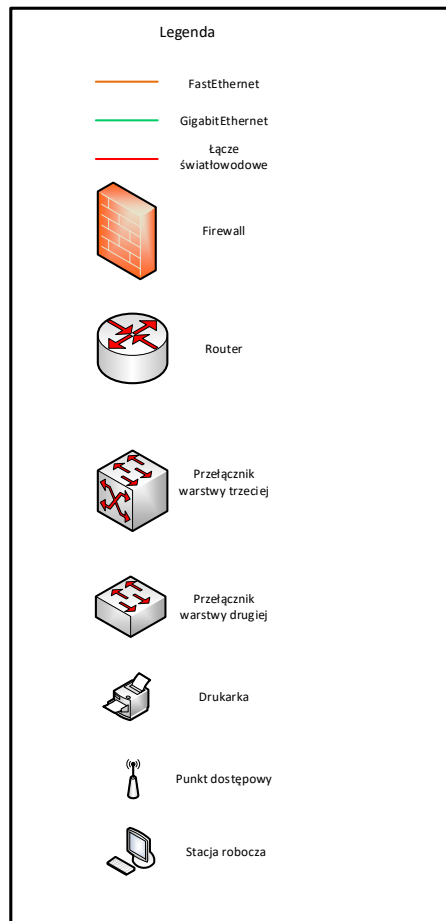 Legenda
FastEthernet
GigabitEthernet
Łącze
światłowodowe
Firewall
Router
Przełącznik
warstwy trzeciej
Przełącznik
warstwy drugiej
Drukarka
Punkt dostępowy
Stacja robocza